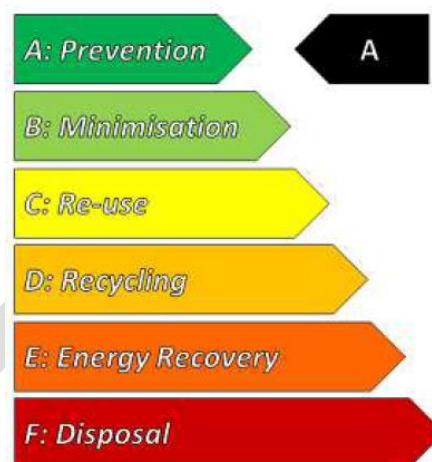 A: Prevention
A
B: Minimisation
C: Re-use
D: Recycling
E: Energy Recovery
F: Disposal